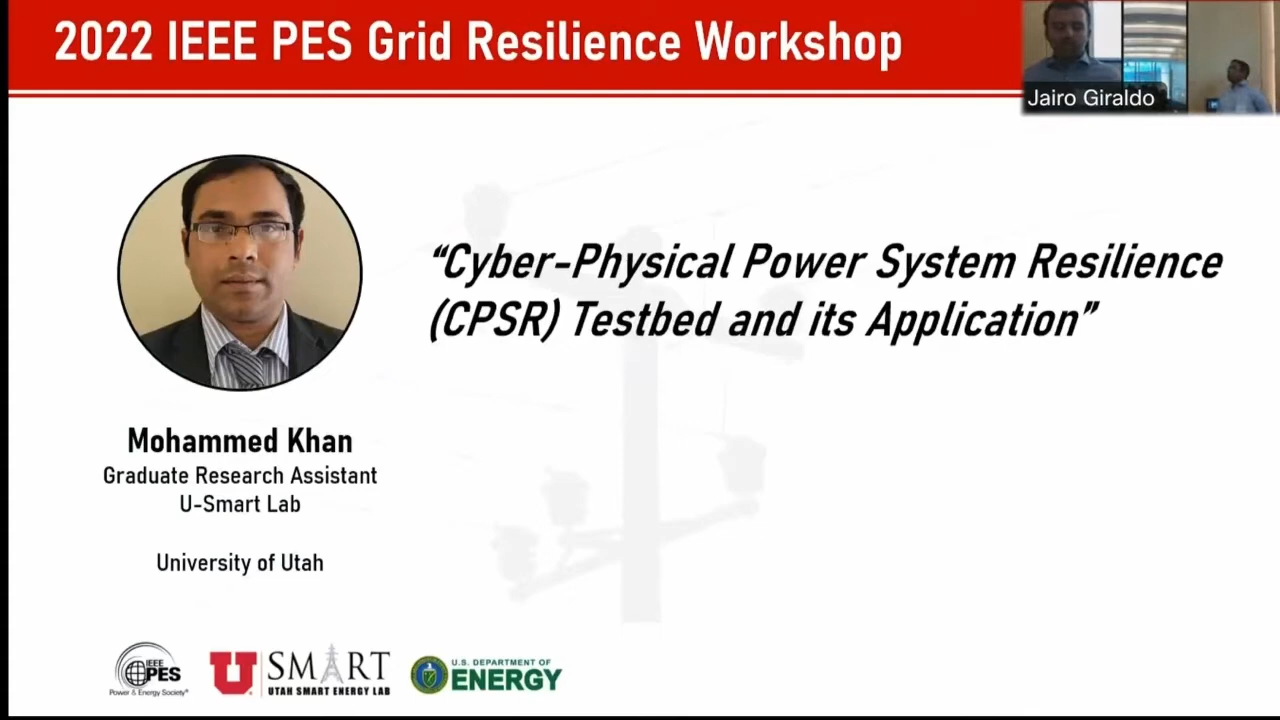 2022 IEEE PES Grid Resilience Workshop
Jairo Giraldo
“Cyber-Physical Power System Resilience
(CPSR) Testbed and its Application”
Mohammed Khan
Graduate Research Assistant
U-Smart Lab
University of Utah
IEEE
PES
Power & Energy Society®
U
SMART
UTAH SMART ENERGY LAB
U.S. DEPARTMENT OF
ENERGY